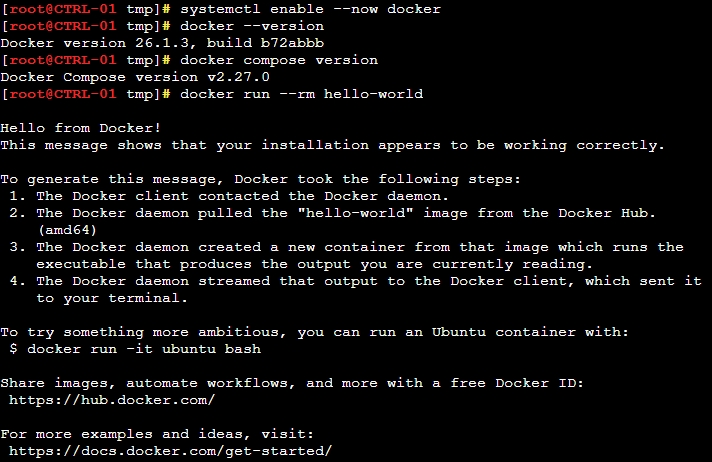 [root@CTRL-01 tmp]# systemctl enable --now docker
[root@CTRL-01 tmp]# docker --version
Docker version 26.1.3, build b72abbb
[root@CTRL-01 tmp]# docker compose version
Docker Compose version v2.27.0
[root@CTRL-01 tmp]# docker run --rm hello-world

Hello from Docker!
This message shows that your installation appears to be working correctly.

To generate this message, Docker took the following steps:
 1. The Docker client contacted the Docker daemon.
 2. The Docker daemon pulled the "hello-world" image from the Docker Hub.
    (amd64)
 3. The Docker daemon created a new container from that image which runs the
    executable that produces the output you are currently reading.
 4. The Docker daemon streamed that output to the Docker client, which sent it
    to your terminal.

To try something more ambitious, you can run an Ubuntu container with:
 $ docker run -it ubuntu bash

Share images, automate workflows, and more with a free Docker ID:
 https://hub.docker.com/

For more examples and ideas, visit:
 https://docs.docker.com/get-started/